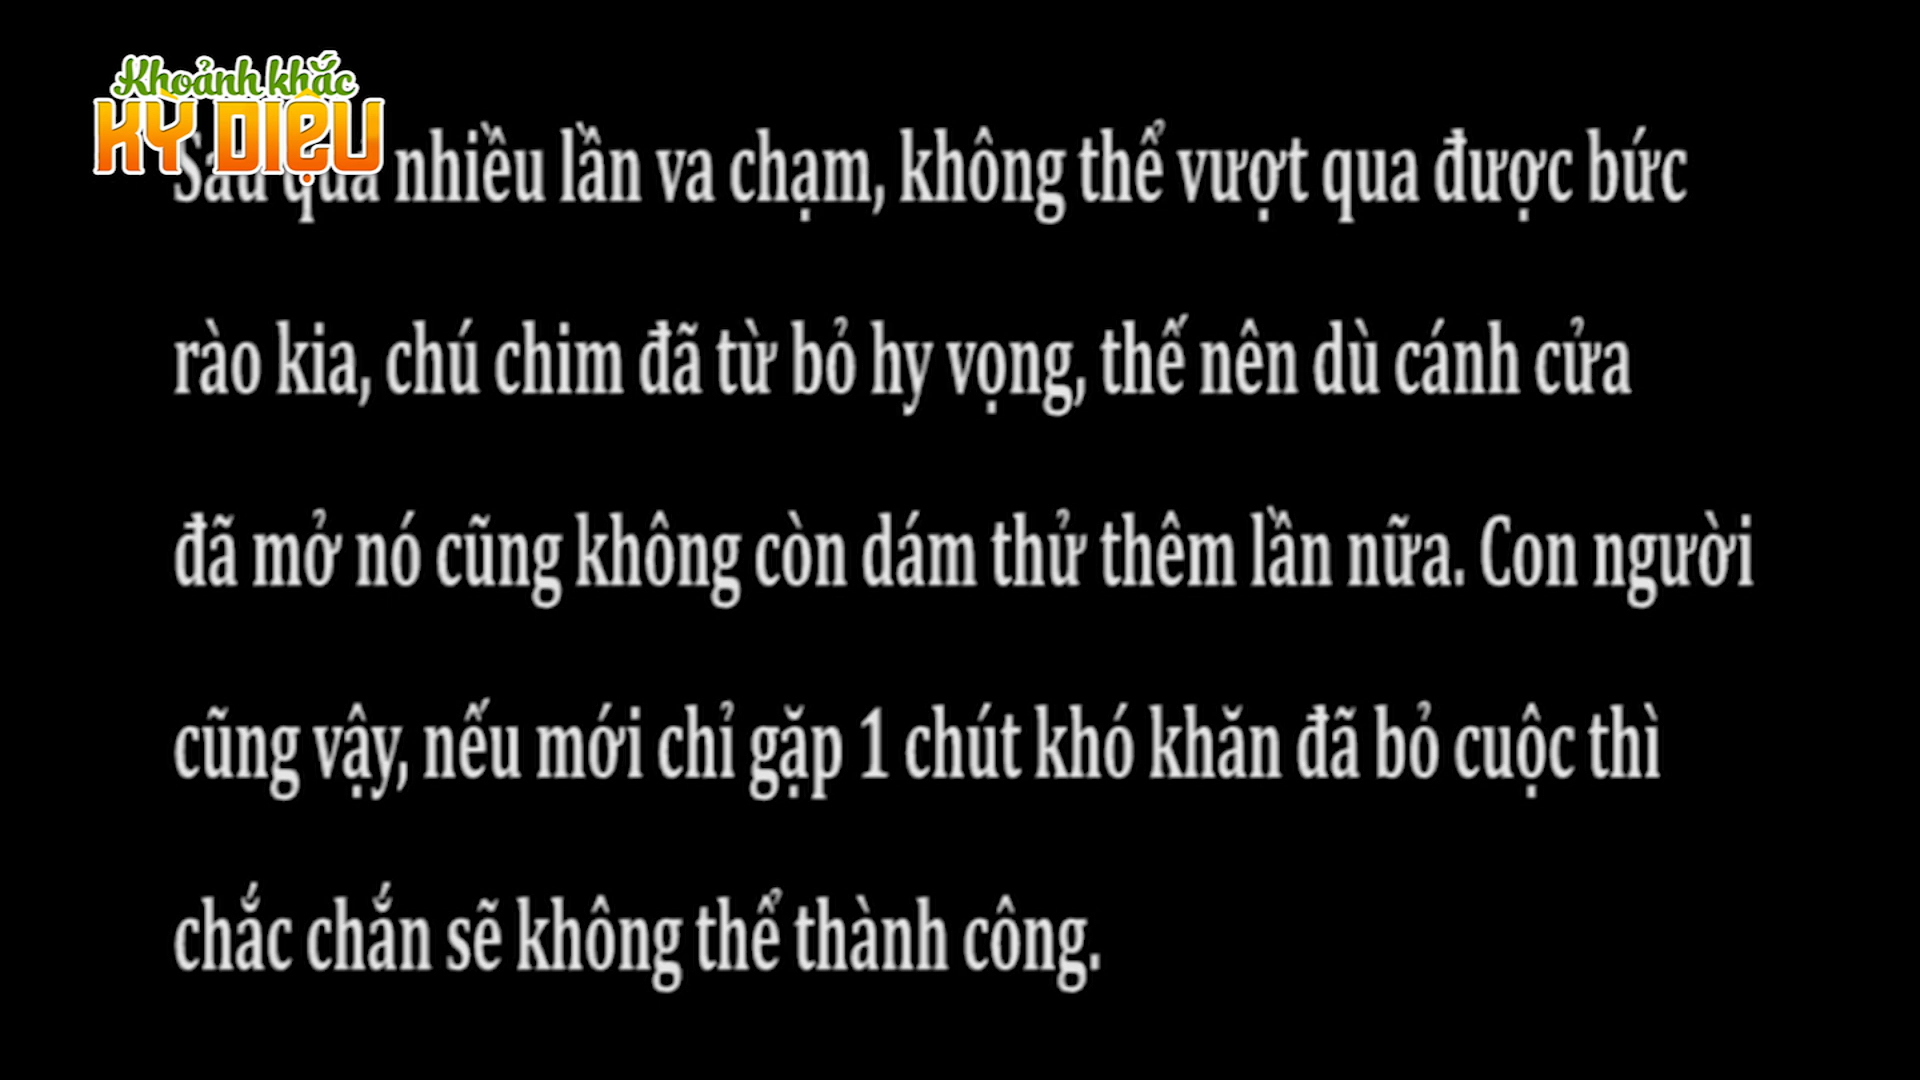 Khoảnh khắc
KỲ DIỆU
Sau quá nhiều lần va chạm, không thể vượt qua được bức
rào kia, chú chim đã từ bỏ hy vọng, thế nên dù cánh cửa
đã mở nó cũng không còn dám thử thêm lần nữa. Con người
cũng vậy, nếu mới chỉ gặp 1 chút khó khăn đã bỏ cuộc thì
chắc chắn sẽ không thể thành công.